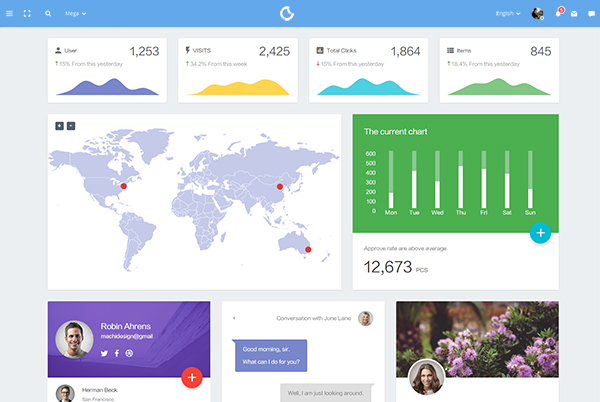 Mega
English
5
User 1,253
15% From this yesterday
VISITS 2,425
34.2% From this week
Total Clicks 1,864
15% From this yesterday
Items 845
18.4% From this yesterday
+ -
The current chart
600
500
400
300
200
100
0
Mon Tue Wed Thu Fri Sat Sun
+
Approve rate are above average
12,673 PCS
Robin Ahrens
machidesign@gmail
+
Herman Beck
San Francisco
Conversation with June Lane
Good morning, sir.
What can I do for you?
Well, I am just looking around.